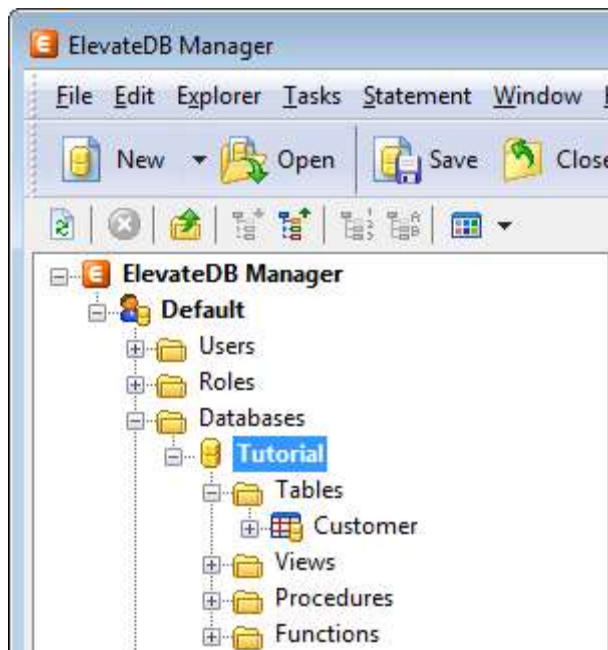 ElevateDB Manager
File Edit Explorer Tasks Statement Window
New Open Save Close
ElevateDB Manager
Default
Users
Roles
Databases
Tutorial
Tables
Customer
Views
Procedures
Functions